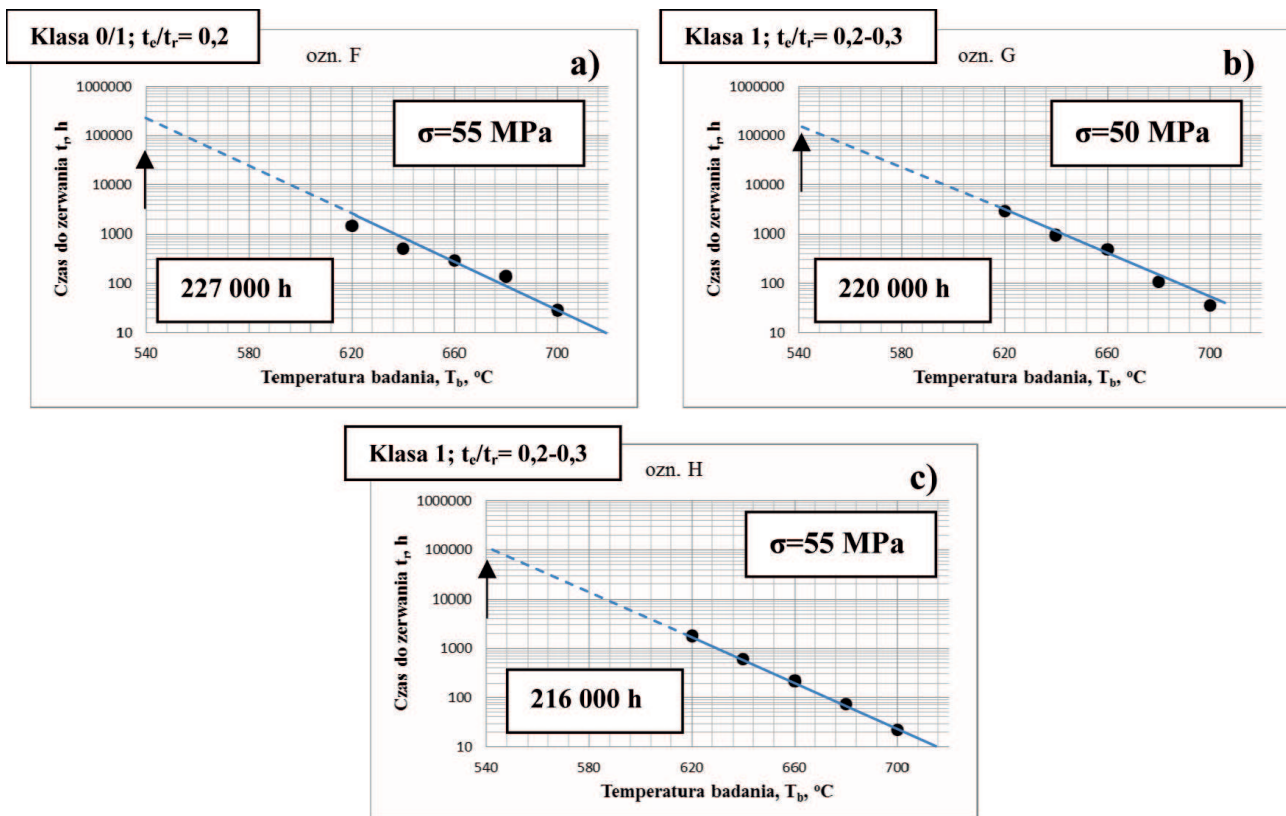 Klasa 0/1; tₑ/tᵣ= 0,2
ozn. F
a)
σ=55 MPa
227 000 h
Czas do zerwania tᵣ, h
1000000
100000
10000
1000
100
10
540
580
620
660
700
Temperatura badania, T_b, °C
Klasa 1; tₑ/tᵣ= 0,2-0,3
ozn. G
b)
σ=50 MPa
220 000 h
Czas do zerwania tᵣ, h
1000000
100000
10000
1000
100
10
540
580
620
660
700
Temperatura badania, T_b, °C
Klasa 1; tₑ/tᵣ= 0,2-0,3
ozn. H
c)
σ=55 MPa
216 000 h
Czas do zerwania tᵣ, h
1000000
100000
10000
1000
100
10
540
580
620
660
700
Temperatura badania, T_b, °C